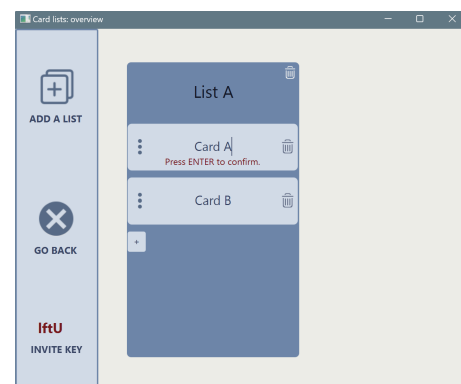 Card lists: overview
ADD A LIST
GO BACK
lftU
INVITE KEY
List A
Card A
Press ENTER to confirm.
Card B
+